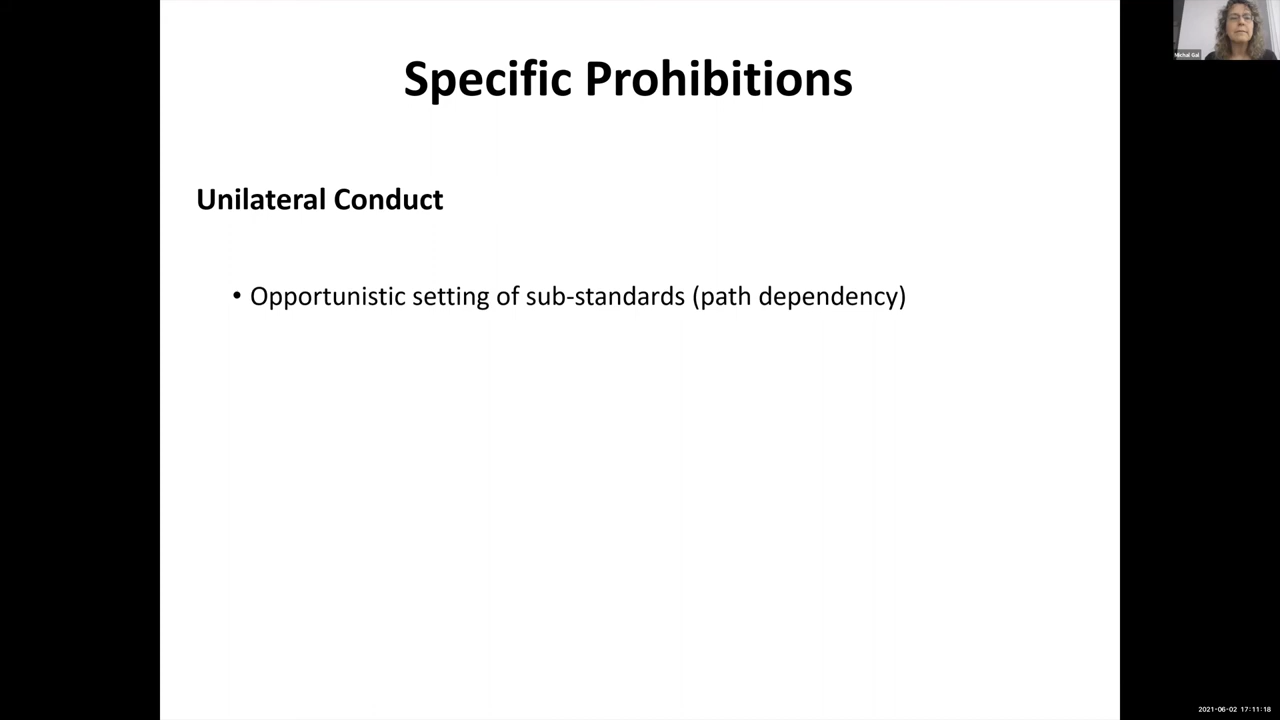 Michal Gal
Specific Prohibitions
Unilateral Conduct
• Opportunistic setting of sub-standards (path dependency)
2021-06-02 17:11:18